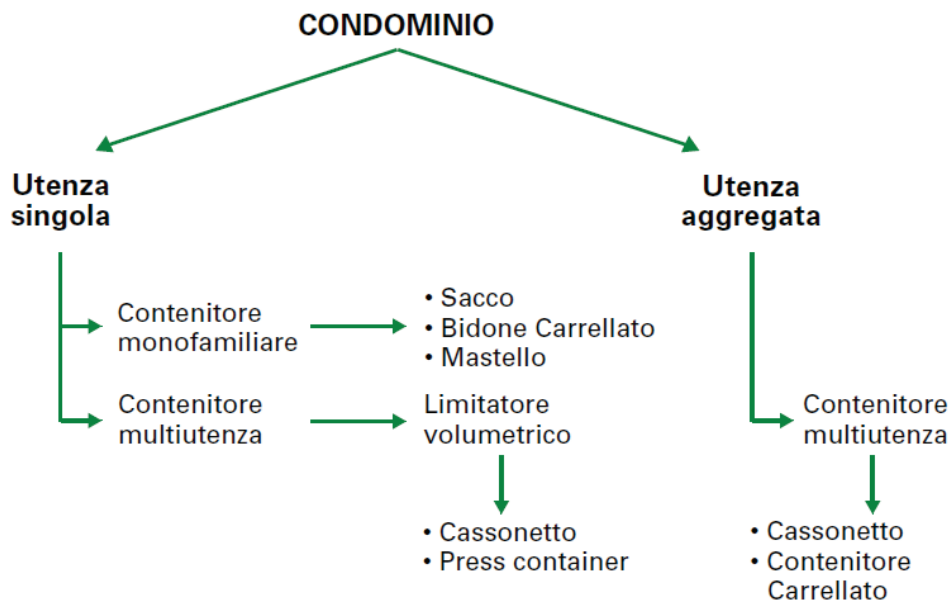 CONDOMINIO
Utenza
singola
Utenza
aggregata
Contenitore
monofamiliare
• Sacco
• Bidone Carrellato
• Mastello
Contenitore
multiutenza
Limitatore
volumetrico
Contenitore
multiutenza
• Cassonetto
• Press container
• Cassonetto
• Contenitore
Carrellato